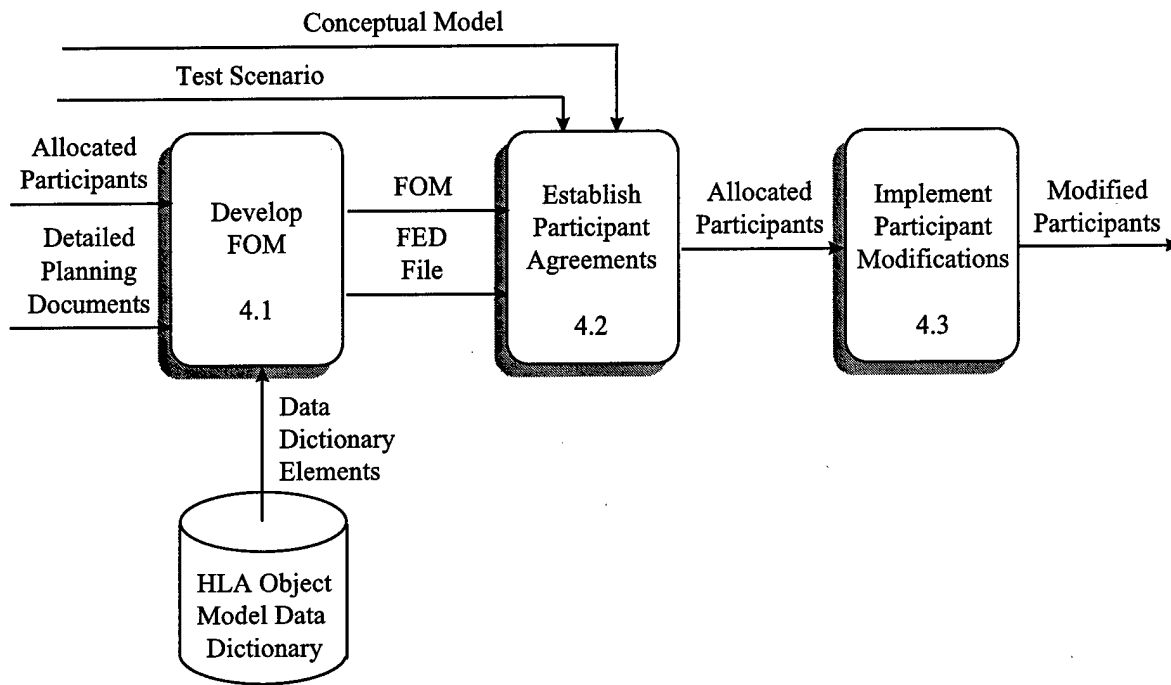 Conceptual Model
Test Scenario
Allocated
Participants
Detailed
Planning
Documents
Develop
FOM
4.1
FOM
FED
File
Establish
Participant
Agreements
4.2
Allocated
Participants
Implement
Participant
Modifications
4.3
Modified
Participants
Data
Dictionary
Elements
HLA Object
Model Data
Dictionary